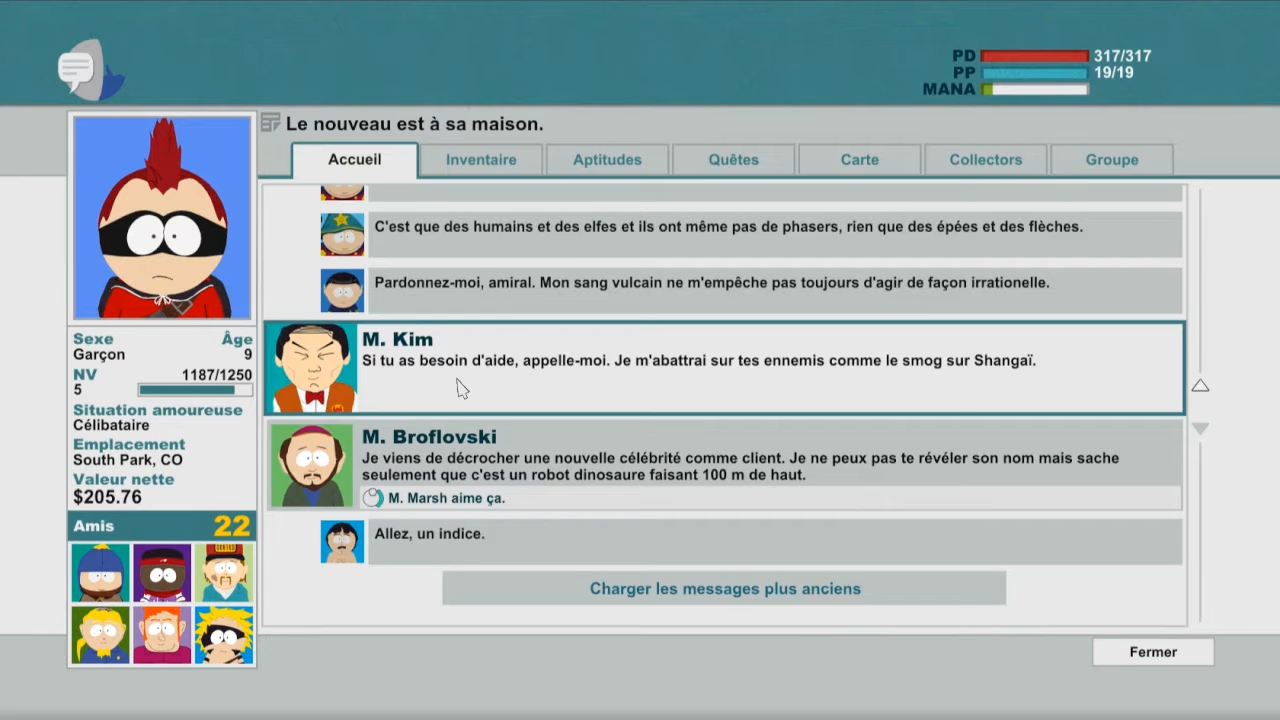 PD 317/317
PP 19/19
MANA
Le nouveau est à sa maison.
Accueil Inventaire Aptitudes Quêtes Carte Collectors Groupe
C'est que des humains et des elfes et ils ont même pas de phasers, rien que des épées et des flèches.
Pardonnez-moi, amiral. Mon sang vulcain ne m'empêche pas toujours d'agir de façon irrationelle.
M. Kim
Si tu as besoin d'aide, appelle-moi. Je m'abattrai sur tes ennemis comme le smog sur Shangaï.
M. Broflovski
Je viens de décrocher une nouvelle célébrité comme client. Je ne peux pas te révéler son nom mais sache
seulement que c'est un robot dinosaure faisant 100 m de haut.
M. Marsh aime ça.
Allez, un indice.
Charger les messages plus anciens
Sexe Âge
Garçon 9
NV 1187/1250
5
Situation amoureuse
Célibataire
Emplacement
South Park, CO
Valeur nette
$205.76
Amis 22
Fermer